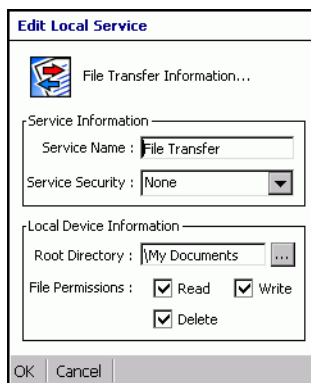 Edit Local Service
File Transfer Information...
Service Information
Service Name : File Transfer
Service Security : None
Local Device Information
Root Directory : \My Documents ...
File Permissions : Read Write
Delete
OK Cancel